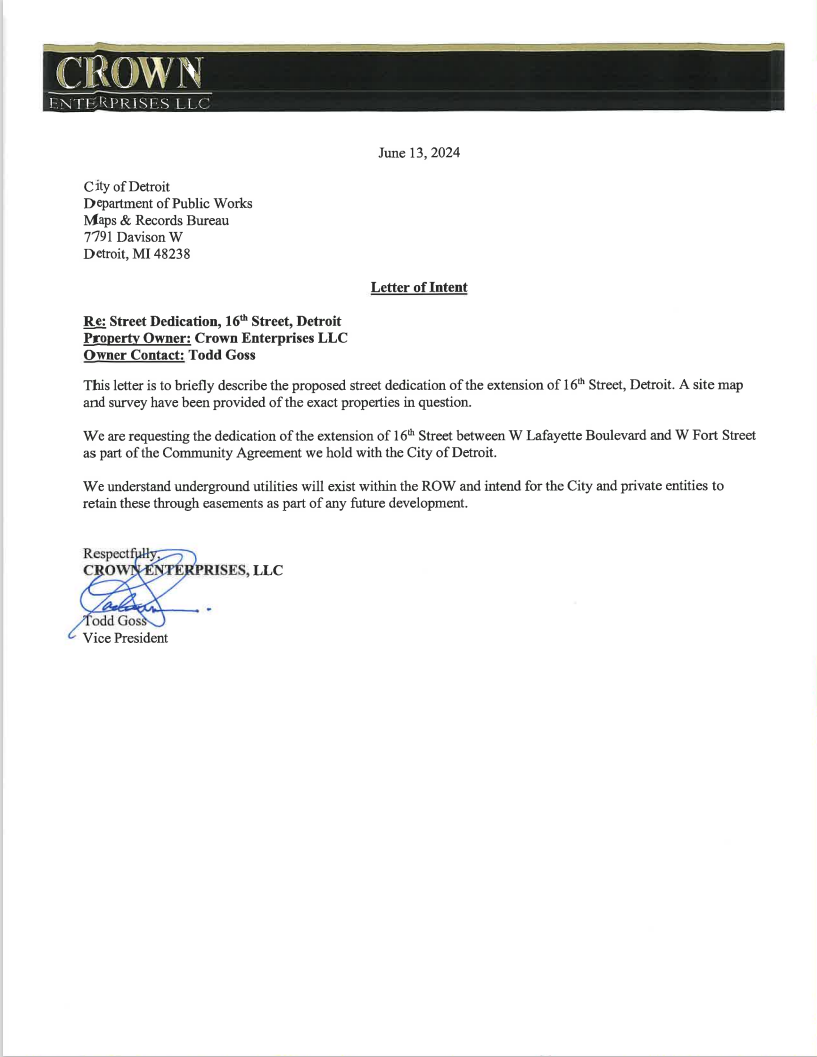 CROWN
ENTERPRISES LLC
June 13, 2024
City of Detroit
Department of Public Works
Maps & Records Bureau
7791 Davison W
Detroit, MI 48238
Letter of Intent
Re: Street Dedication, 16th Street, Detroit
Property Owner: Crown Enterprises LLC
Owner Contact: Todd Goss
This letter is to briefly describe the proposed street dedication of the extension of 16th Street, Detroit. A site map
and survey have been provided of the exact properties in question.
We are requesting the dedication of the extension of 16th Street between W Lafayette Boulevard and W Fort Street
as part of the Community Agreement we hold with the City of Detroit.
We understand underground utilities will exist within the ROW and intend for the City and private entities to
retain these through easements as part of any future development.
Respectfully,
CROWN ENTERPRISES, LLC
Todd Goss
Vice President